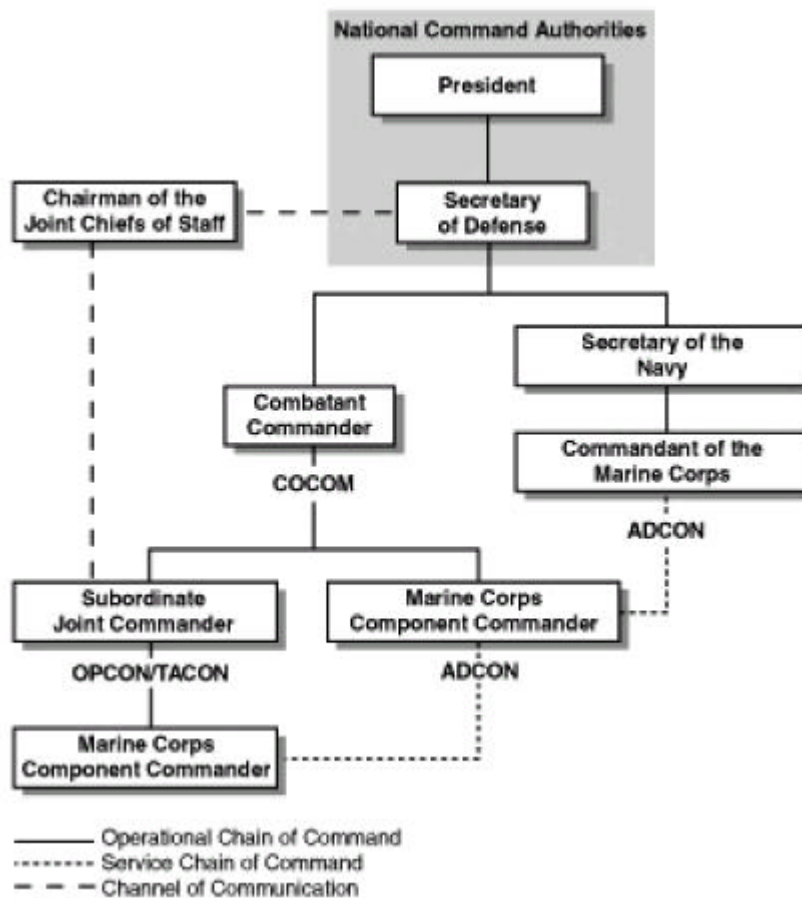 National Command Authorities
President
Chairman of the
Joint Chiefs of Staff
Secretary
of Defense
Secretary of the
Navy
Combatant
Commander
Commandant of the
Marine Corps
COCOM
ADCON
Subordinate
Joint Commander
Marine Corps
Component Commander
OPCON/TACON
ADCON
Marine Corps
Component Commander
Operational Chain of Command
Service Chain of Command
Channel of Communication